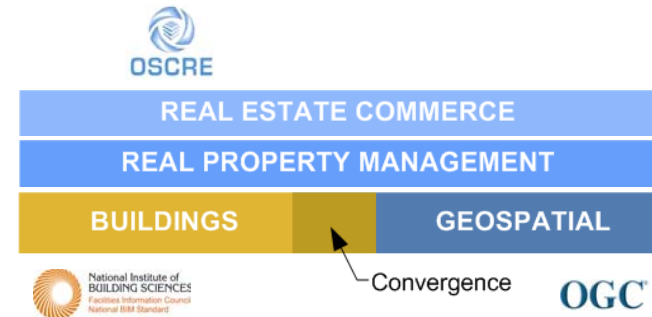 OSCRE
REAL ESTATE COMMERCE
REAL PROPERTY MANAGEMENT
BUILDINGS
GEOSPATIAL
Convergence
National Institute of
BUILDING SCIENCES
Facilities Information Council
National BIM Standard
OGC